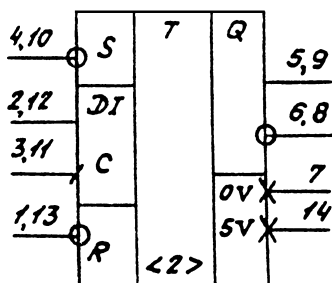 4,10 S T Q 5,9
2,12 DI 6,8
3,11 C 7
0V 14
1,13 R <2> 5V